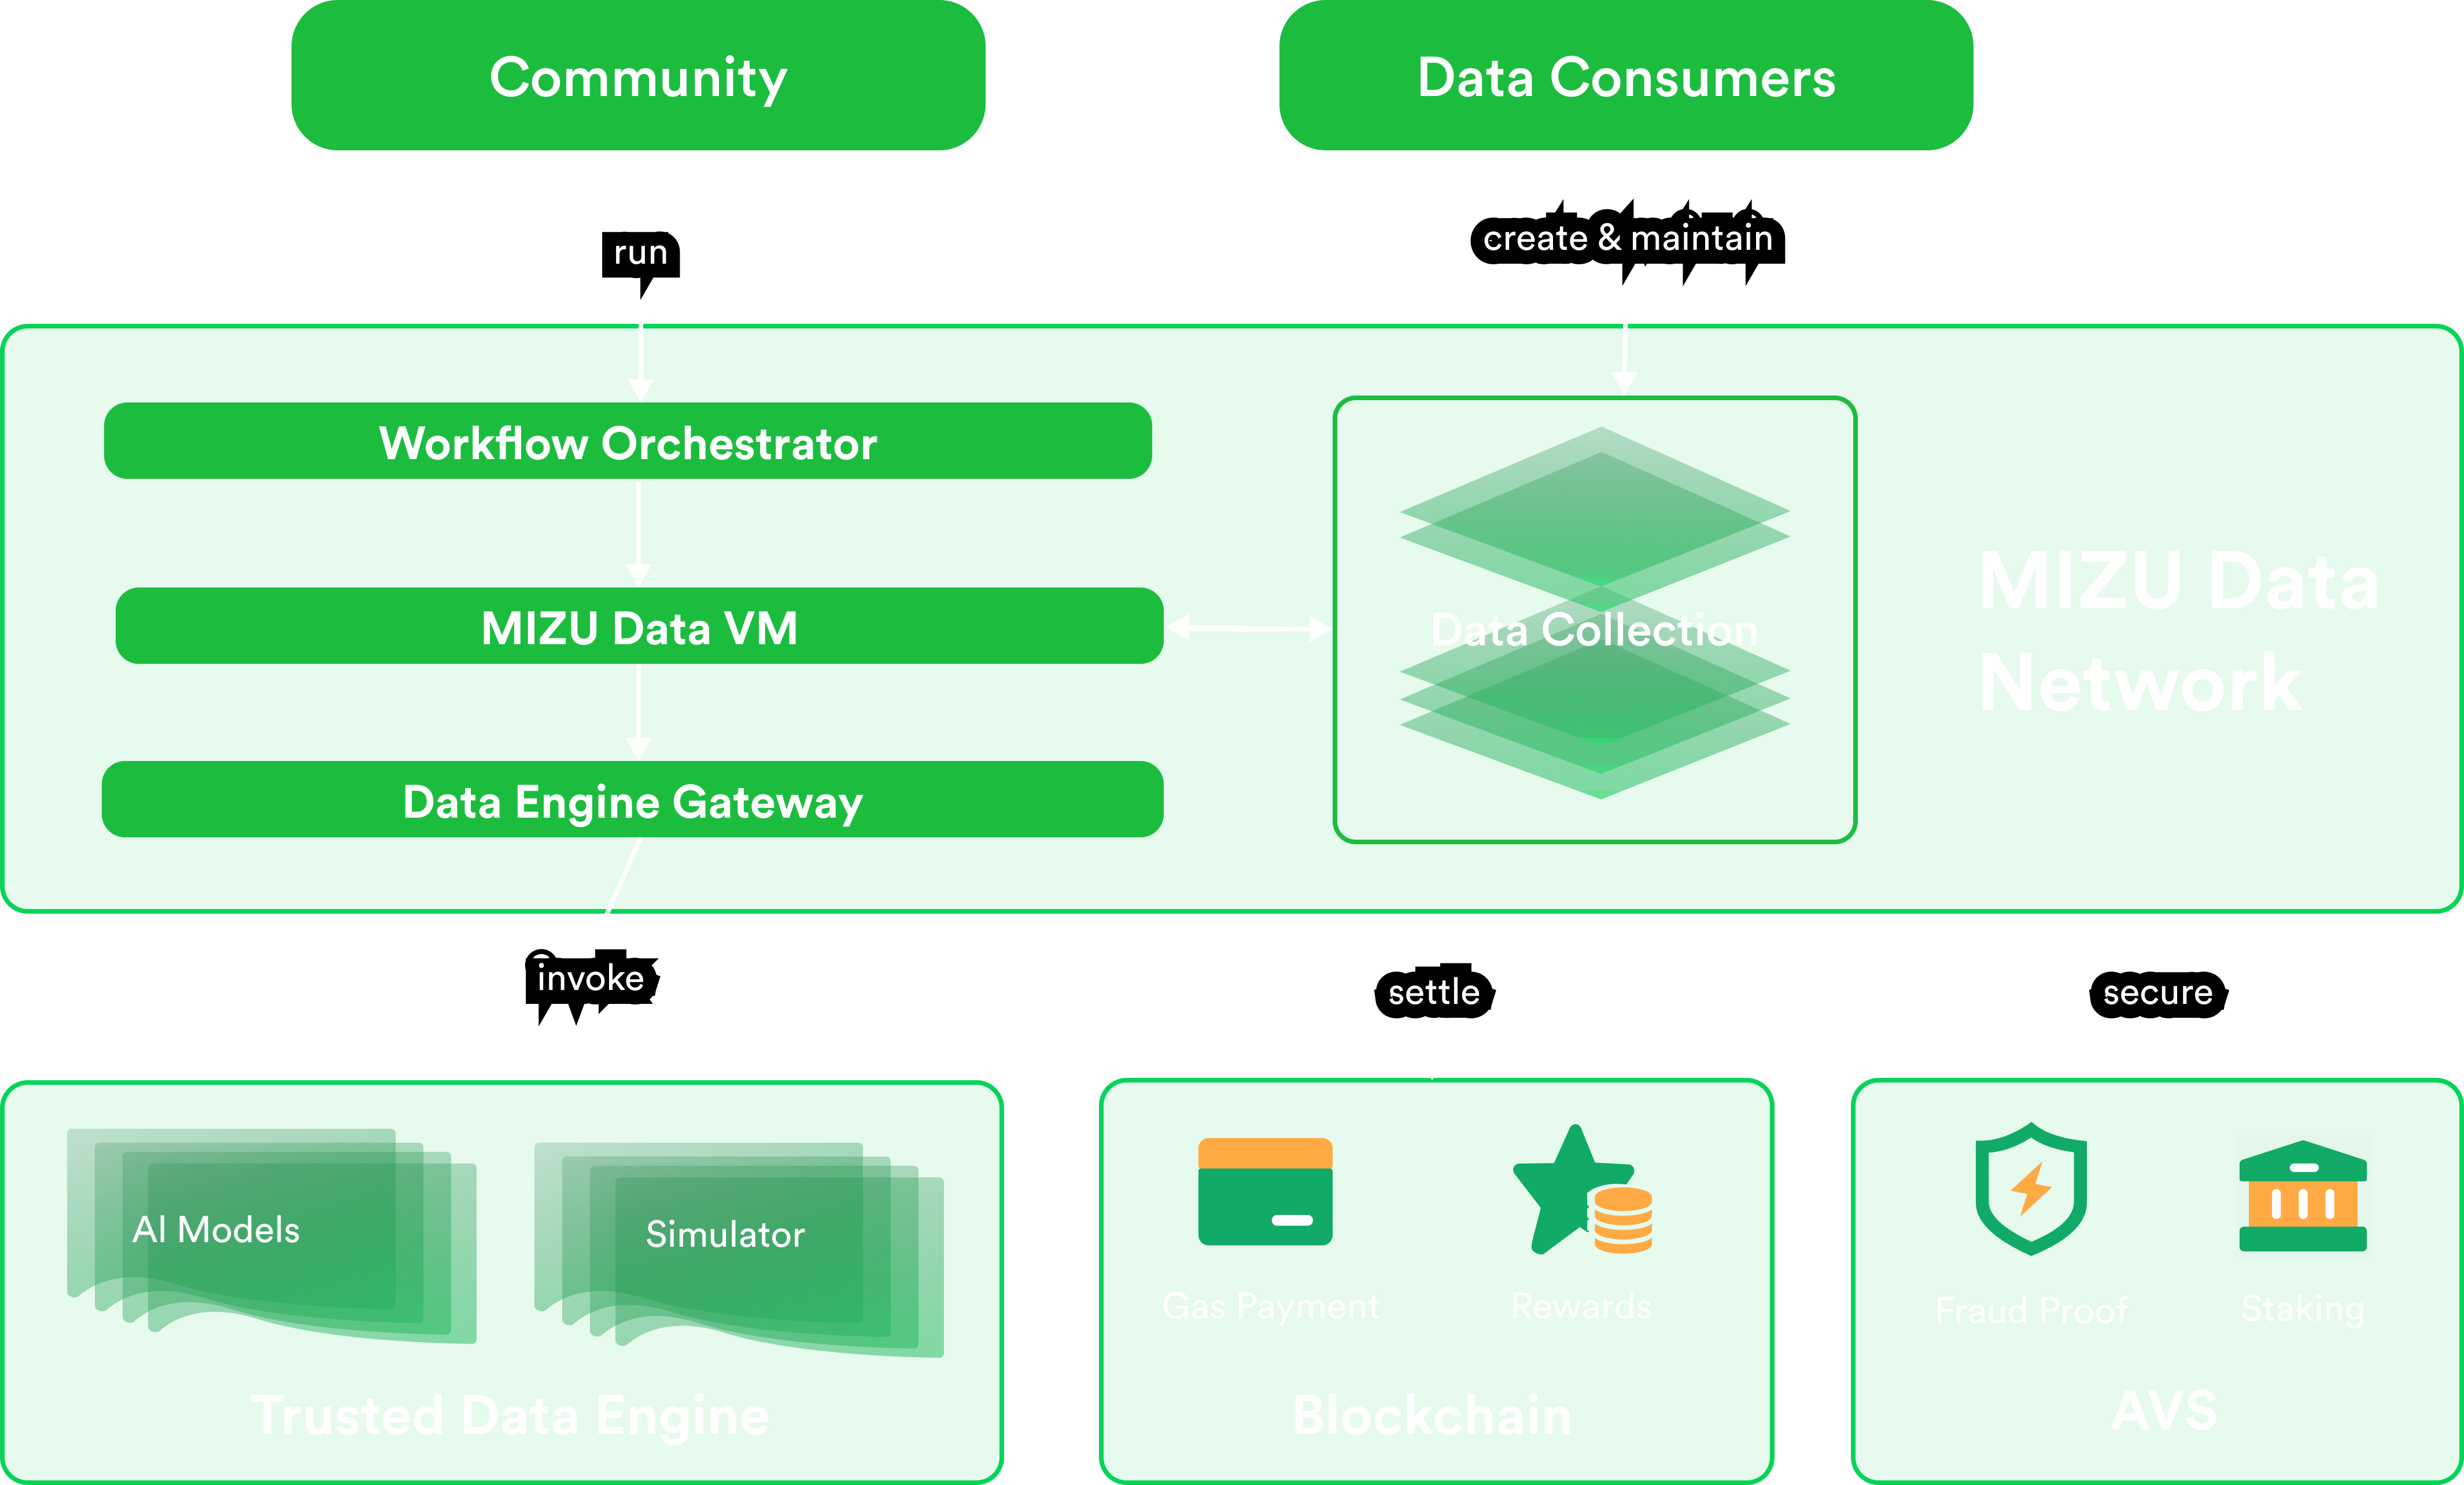 Community
Data Consumers
run
create & maintain
Workflow Orchestrator
MIZU Data VM
Data Engine Gateway
Data Collection
MIZU Data
Network
invoke
settle
secure
AI Models
Simulator
Trusted Data Engine
Gas Payment
Rewards
Blockchain
Fraud Proof
Staking
AVS